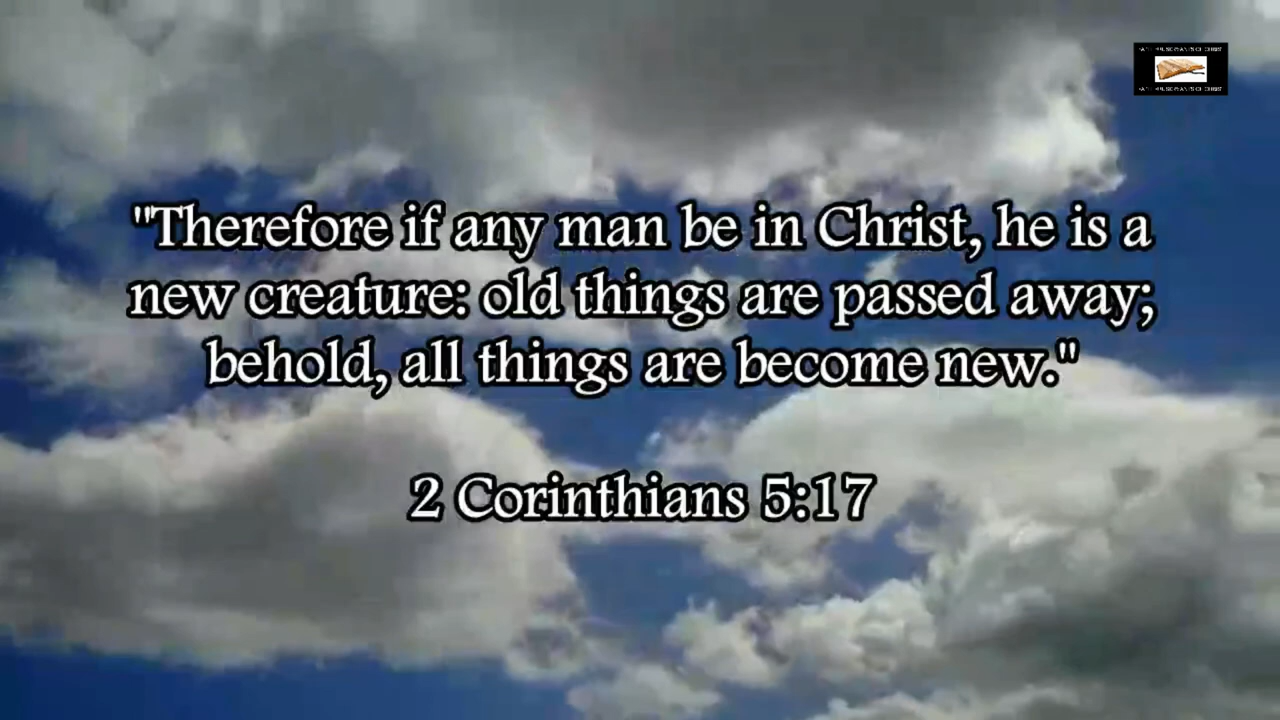 "Therefore if any man be in Christ, he is a
new creature: old things are passed away;
behold, all things are become new."
2 Corinthians 5:17